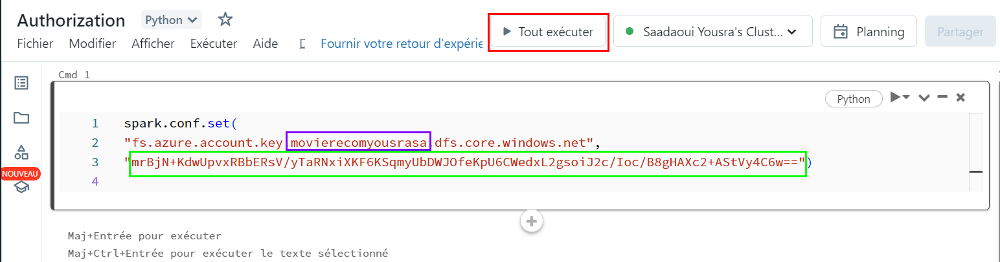 Authorization Python
Tout exécuter Saadaoui Yousra's Clust... Planning Partager
Fichier Modifier Afficher Exécuter Aide Fournir votre retour d'expérie
Cmd 1
Python
1 spark.conf.set(
2 "fs.azure.account.key.movierecomyousrasa.dfs.core.windows.net",
3 "mrBjN+KdwUpvxRBbERsV/yTaRNxiXKF6KSqmyUbDWJOfeKpU6CWedxL2gsoiJ2c/Ioc/B8gHAXc2+AStVy4C6w==")
4
NOUVEAU
Maj+Entrée pour exécuter
Maj+Ctrl+Entrée pour exécuter le texte sélectionné